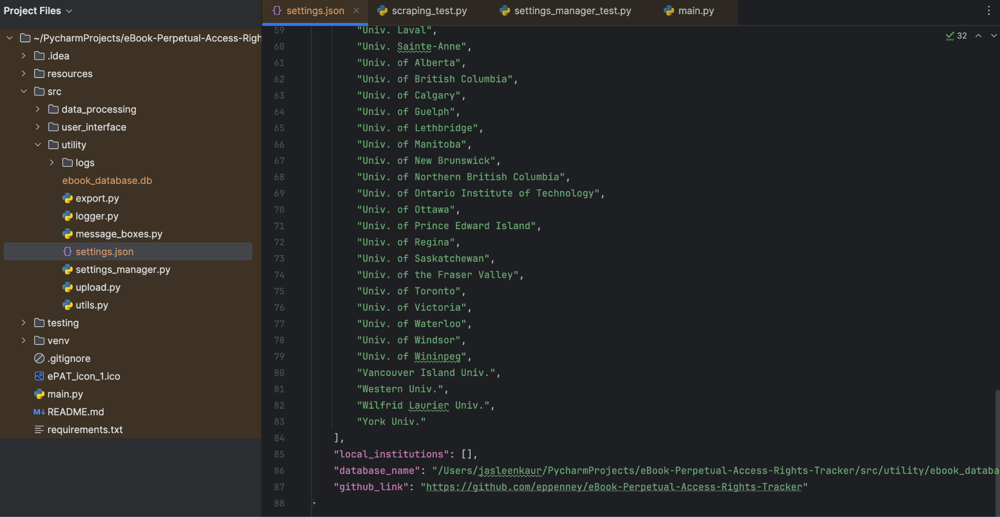 Project Files
~/PycharmProjects/eBook-Perpetual-Access-Righ
.idea
resources
src
data_processing
user_interface
utility
logs
ebook_database.db
export.py
logger.py
message_boxes.py
settings.json
settings_manager.py
upload.py
utils.py
testing
venv
.gitignore
ePAT_icon_1.ico
main.py
M↓ README.md
requirements.txt
{} settings.json × scraping_test.py settings_manager_test.py main.py
32
59 "Univ. Laval",
60 "Univ. Sainte-Anne",
61 "Univ. of Alberta",
62 "Univ. of British Columbia",
63 "Univ. of Calgary",
64 "Univ. of Guelph",
65 "Univ. of Lethbridge",
66 "Univ. of Manitoba",
67 "Univ. of New Brunswick",
68 "Univ. of Northern British Columbia",
69 "Univ. of Ontario Institute of Technology",
70 "Univ. of Ottawa",
71 "Univ. of Prince Edward Island",
72 "Univ. of Regina",
73 "Univ. of Saskatchewan",
74 "Univ. of the Fraser Valley",
75 "Univ. of Toronto",
76 "Univ. of Victoria",
77 "Univ. of Waterloo",
78 "Univ. of Windsor",
79 "Univ. of Wininpeg",
80 "Vancouver Island Univ.",
81 "Western Univ.",
82 "Wilfrid Laurier Univ.",
83 "York Univ."
84 ],
85 "local_institutions": [],
86 "database_name": "/Users/jasleenkaur/PycharmProjects/eBook-Perpetual-Access-Rights-Tracker/src/utility/ebook_databa
87 "github_link": "https://github.com/eppenney/eBook-Perpetual-Access-Rights-Tracker"
88 }